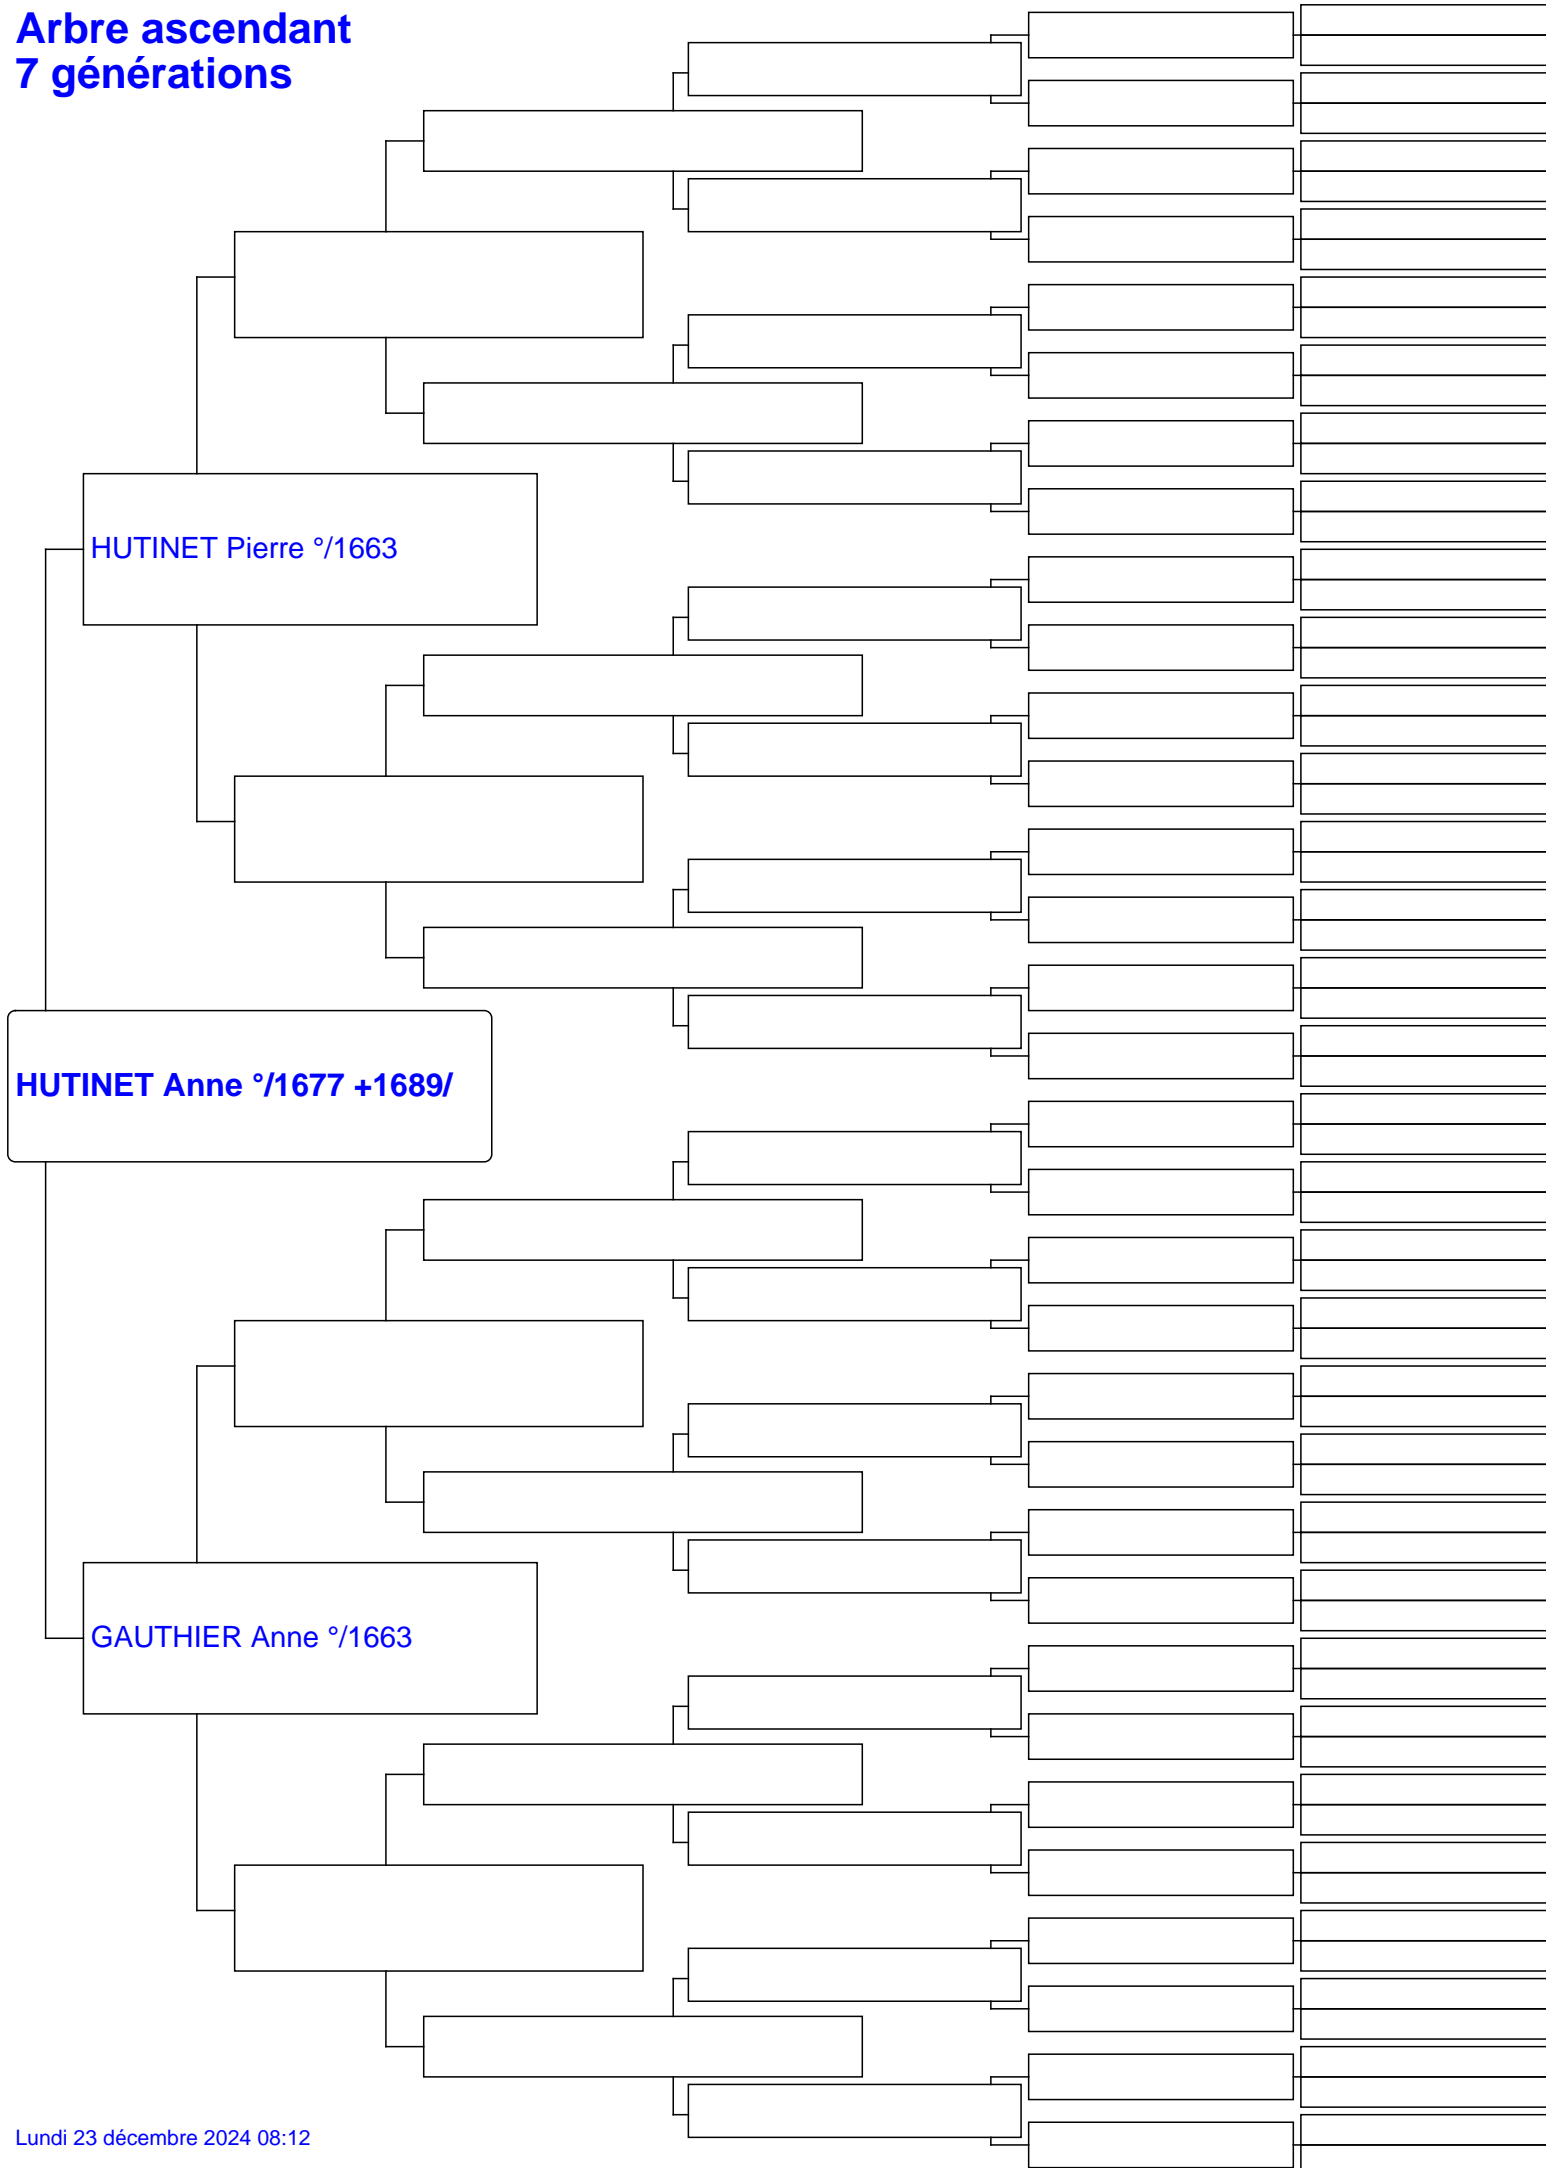 Arbre ascendant
7 générations
HUTINET Pierre °/1663
HUTINET Anne °/1677 +1689/
GAUTHIER Anne °/1663
Lundi 23 décembre 2024 08:12